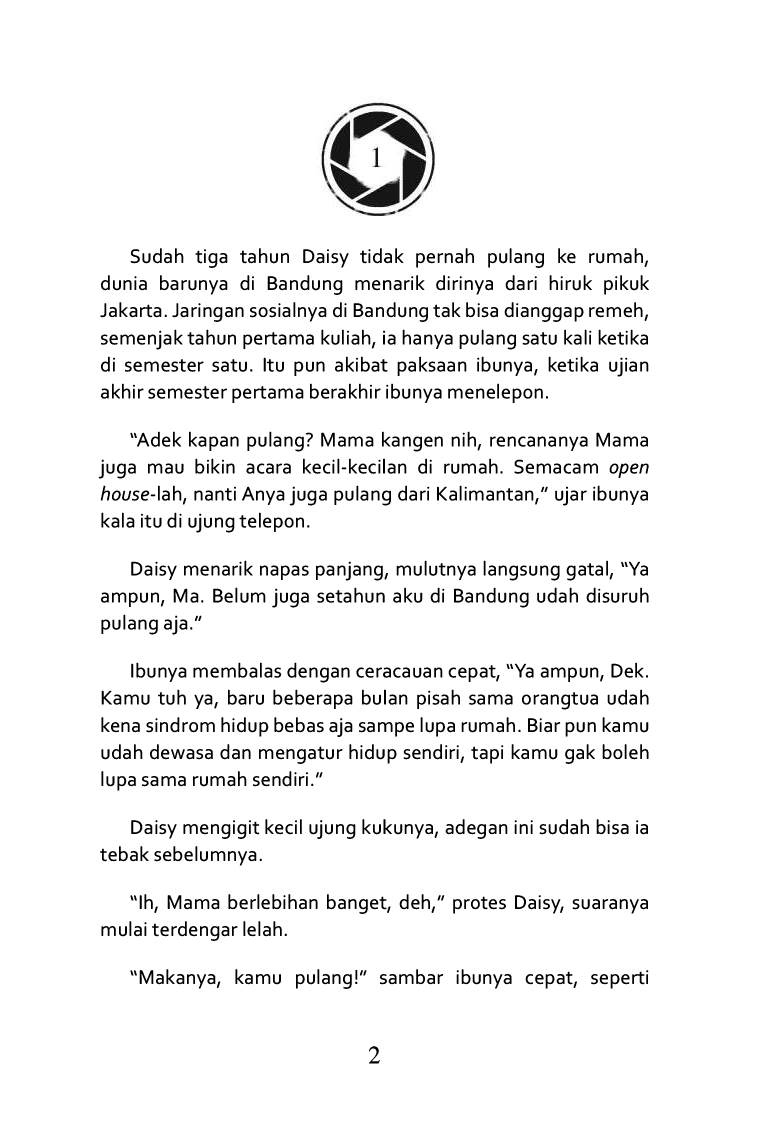 1
Sudah tiga tahun Daisy tidak pernah pulang ke rumah,
dunia barunya di Bandung menarik dirinya dari hiruk pikuk
Jakarta. Jaringan sosialnya di Bandung tak bisa dianggap remeh,
semenjak tahun pertama kuliah, ia hanya pulang satu kali ketika
di semester satu. Itu pun akibat paksaan ibunya, ketika ujian
akhir semester pertama berakhir ibunya menelepon.
“Adek kapan pulang? Mama kangen nih, rencananya Mama
juga mau bikin acara kecil-kecilan di rumah. Semacam open
house-lah, nanti Anya juga pulang dari Kalimantan,” ujar ibunya
kala itu di ujung telepon.
Daisy menarik napas panjang, mulutnya langsung gatal, “Ya
ampun, Ma. Belum juga setahun aku di Bandung udah disuruh
pulang aja.”
Ibunya membalas dengan ceracauan cepat, “Ya ampun, Dek.
Kamu tuh ya, baru beberapa bulan pisah sama orangtua udah
kena sindrom hidup bebas aja sampe lupa rumah. Biar pun kamu
udah dewasa dan mengatur hidup sendiri, tapi kamu gak boleh
lupa sama rumah sendiri.”
Daisy mengigit kecil ujung kukunya, adegan ini sudah bisa ia
tebak sebelumnya.
“Ih, Mama berlebihan banget, deh,” protes Daisy, suaranya
mulai terdengar lelah.
“Makanya, kamu pulang!” sambar ibunya cepat, seperti
2